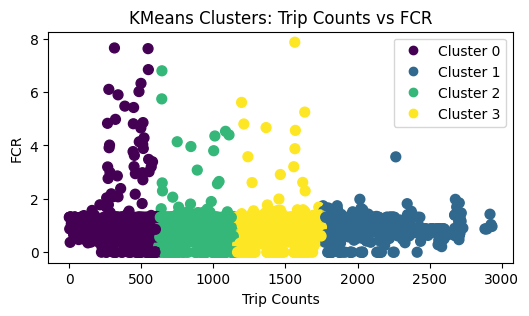 KMeans Clusters: Trip Counts vs FCR
8
6
4
2
0
FCR
Cluster 0
Cluster 1
Cluster 2
Cluster 3
0 500 1000 1500 2000 2500 3000
Trip Counts